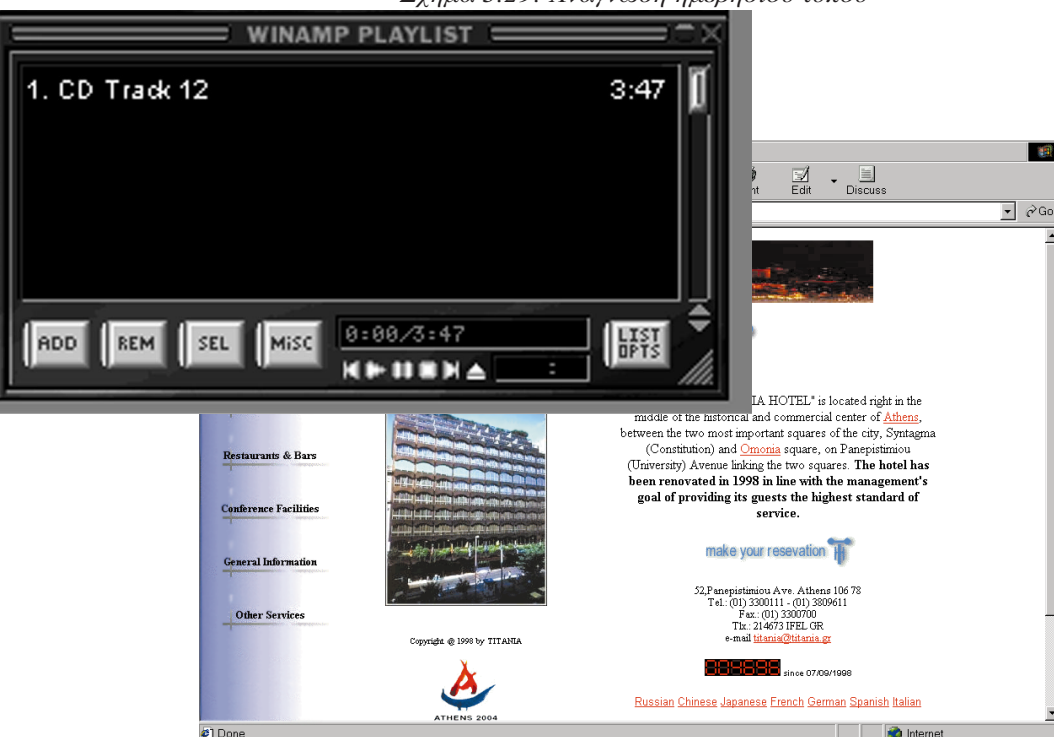 WINAMP PLAYLIST
1. CD Track 12 3:47
ADD
REM
SEL
MiSC
0:00/3:47
:
LIST
OPTS
Edit
Discuss
Go
HOTEL" is located right in the
middle of the historical and commercial center of Athens,
between the two most important squares of the city, Syntagma
(Constitution) and Omonia square, on Panepistimiou
(University) Avenue linking the two squares. The hotel has
been renovated in 1998 in line with the management's
goal of providing its guests the highest standard of
service.
Restaurants & Bars
Conference Facilities
General Information
Other Services
make your resevation
52,Panepistimiou Ave. Athens 106 78
Tel.: (01) 3300111 - (01) 3809611
Fax.: (01) 3300700
Tlx.: 214673 IFEL GR
e-mail titania@titania.gr
Copyright @ 1998 by TITANIA
004696 since 07/09/1998
ATHENS 2004
Russian Chinese Japanese French German Spanish Italian
Done
Internet